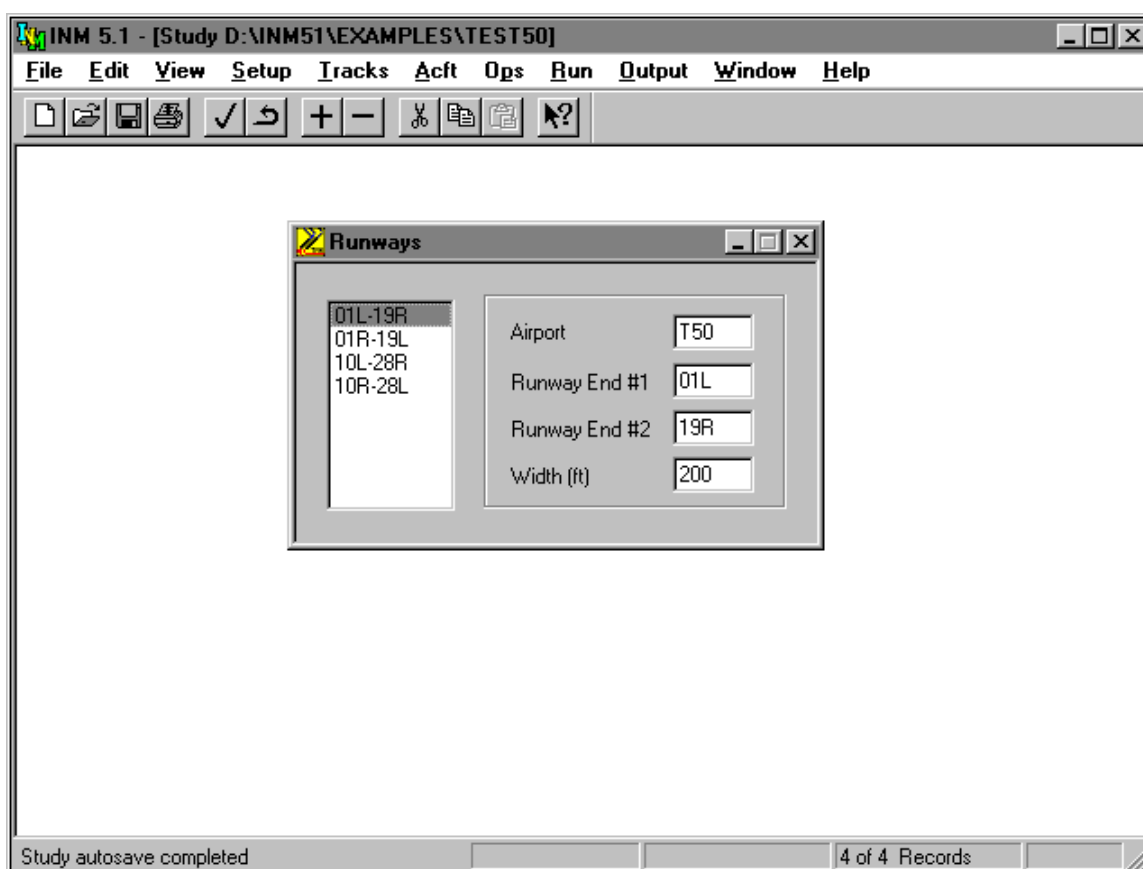 INM 5.1 - [Study D:\INM51\EXAMPLES\TEST50]
File Edit View Setup Tracks Acft Ops Run Output Window Help
Runways
01L-19R
01R-19L
10L-28R
10R-28L
Airport T50
Runway End #1 01L
Runway End #2 19R
Width (ft) 200
Study autosave completed 4 of 4 Records